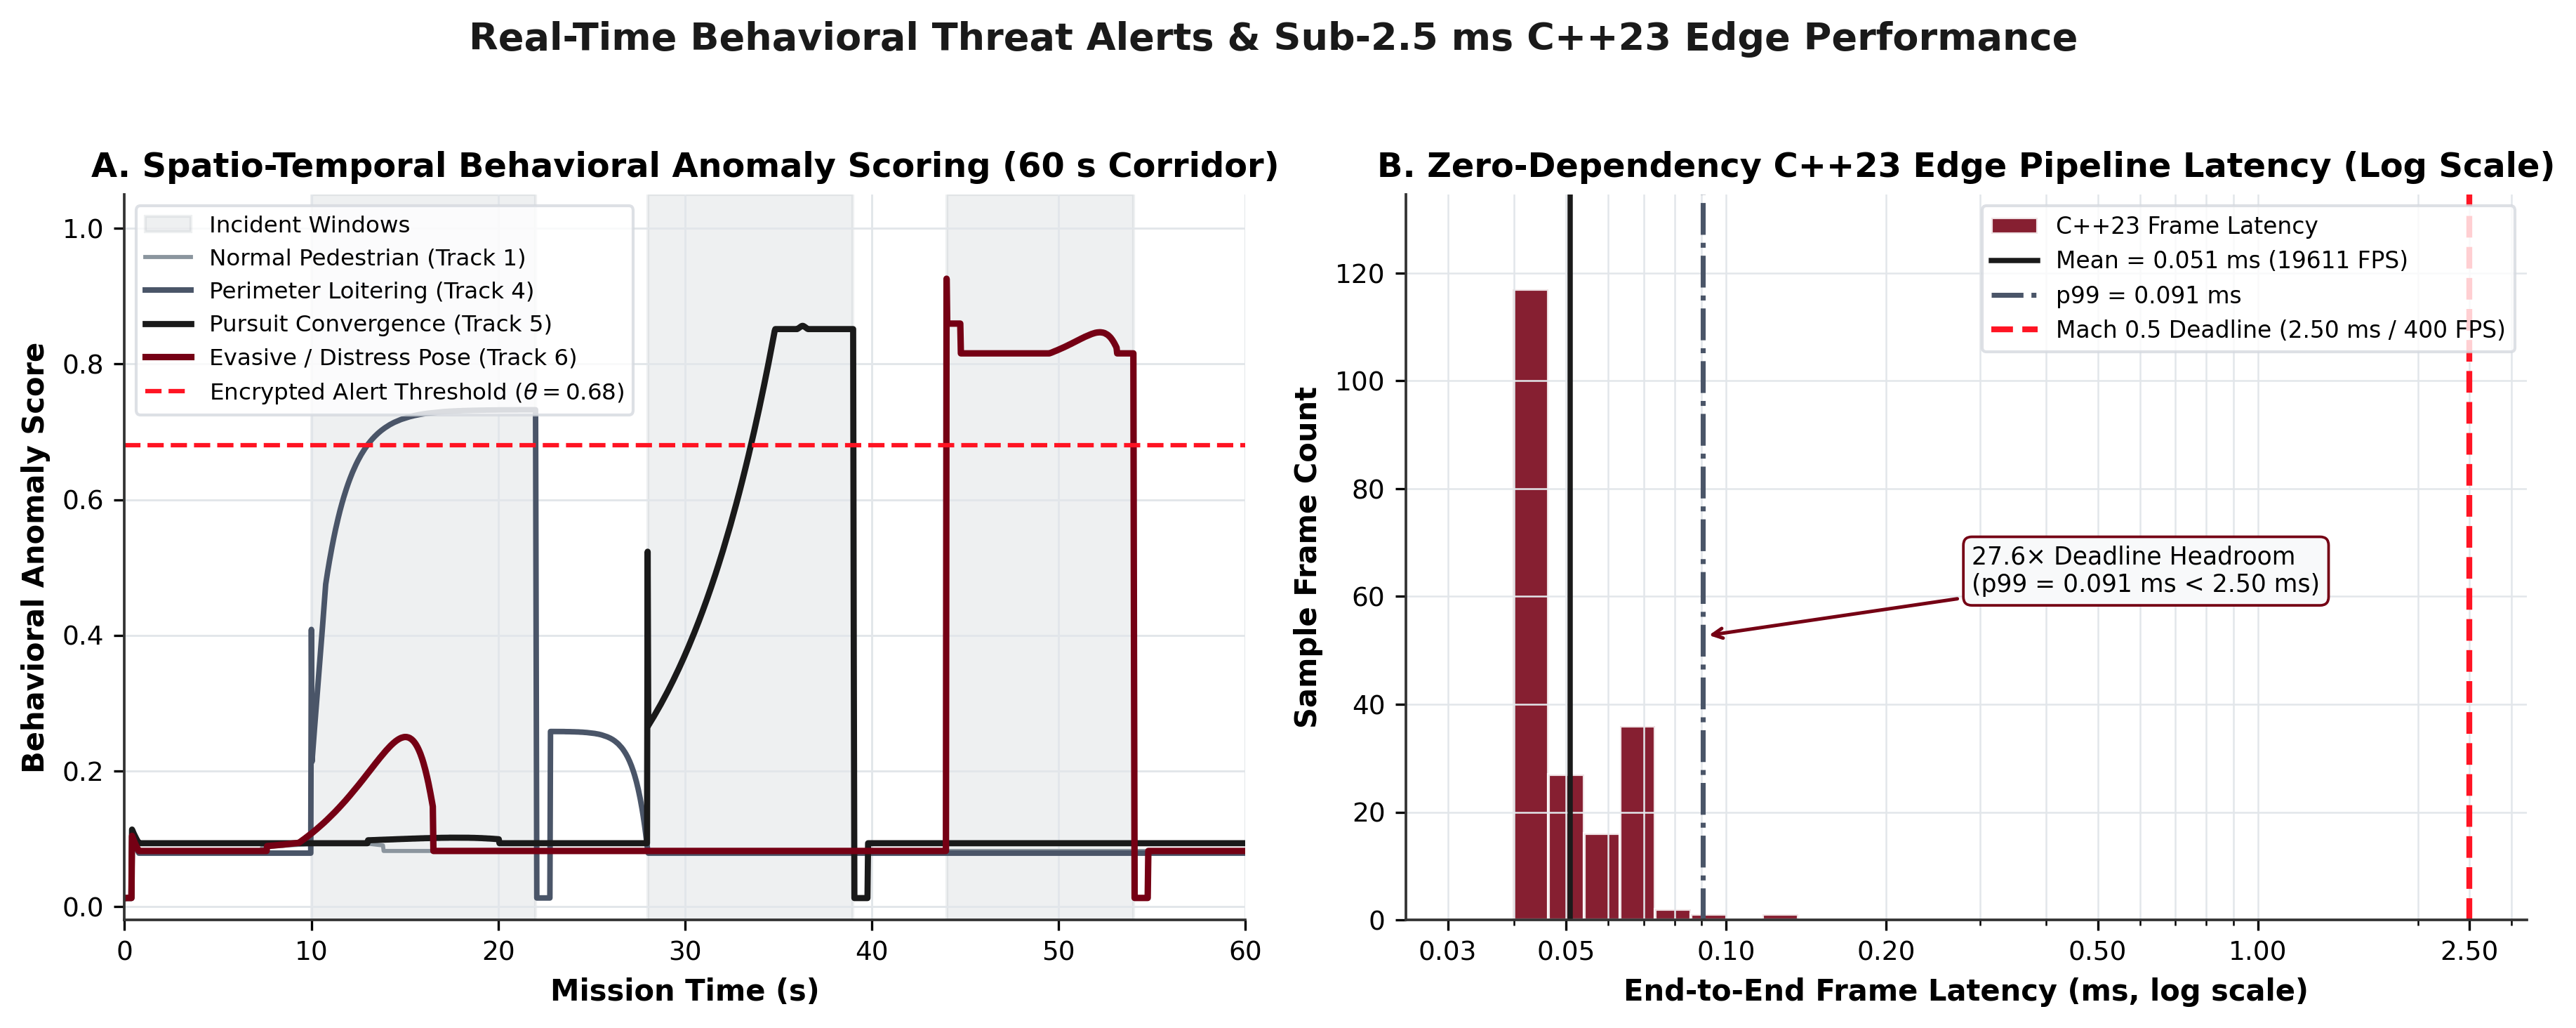 Real-Time Behavioral Threat Alerts & Sub-2.5 ms C++23 Edge Performance
A. Spatio-Temporal Behavioral Anomaly Scoring (60 s Corridor)
Behavioral Anomaly Score
1.0
0.8
0.6
0.4
0.2
0.0
Incident Windows
Normal Pedestrian (Track 1)
Perimeter Loitering (Track 4)
Pursuit Convergence (Track 5)
Evasive / Distress Pose (Track 6)
Encrypted Alert Threshold (θ = 0.68)
0 10 20 30 40 50 60
Mission Time (s)
B. Zero-Dependency C++23 Edge Pipeline Latency (Log Scale)
Sample Frame Count
120
100
80
60
40
20
0
C++23 Frame Latency
Mean = 0.051 ms (19611 FPS)
p99 = 0.091 ms
Mach 0.5 Deadline (2.50 ms / 400 FPS)
27.6× Deadline Headroom
(p99 = 0.091 ms < 2.50 ms)
0.03 0.05 0.10 0.20 0.50 1.00 2.50
End-to-End Frame Latency (ms, log scale)